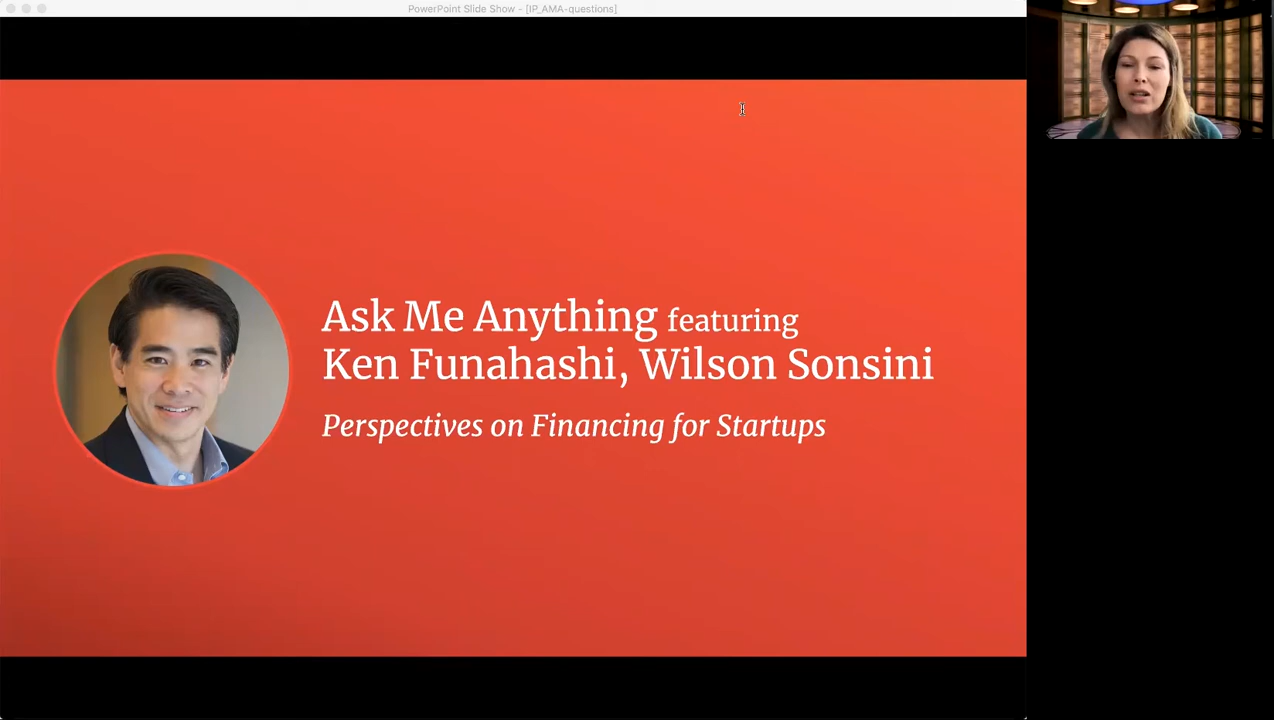 PowerPoint Slide Show - [IP_AMA-questions]
Ask Me Anything featuring
Ken Funahashi, Wilson Sonsini
Perspectives on Financing for Startups